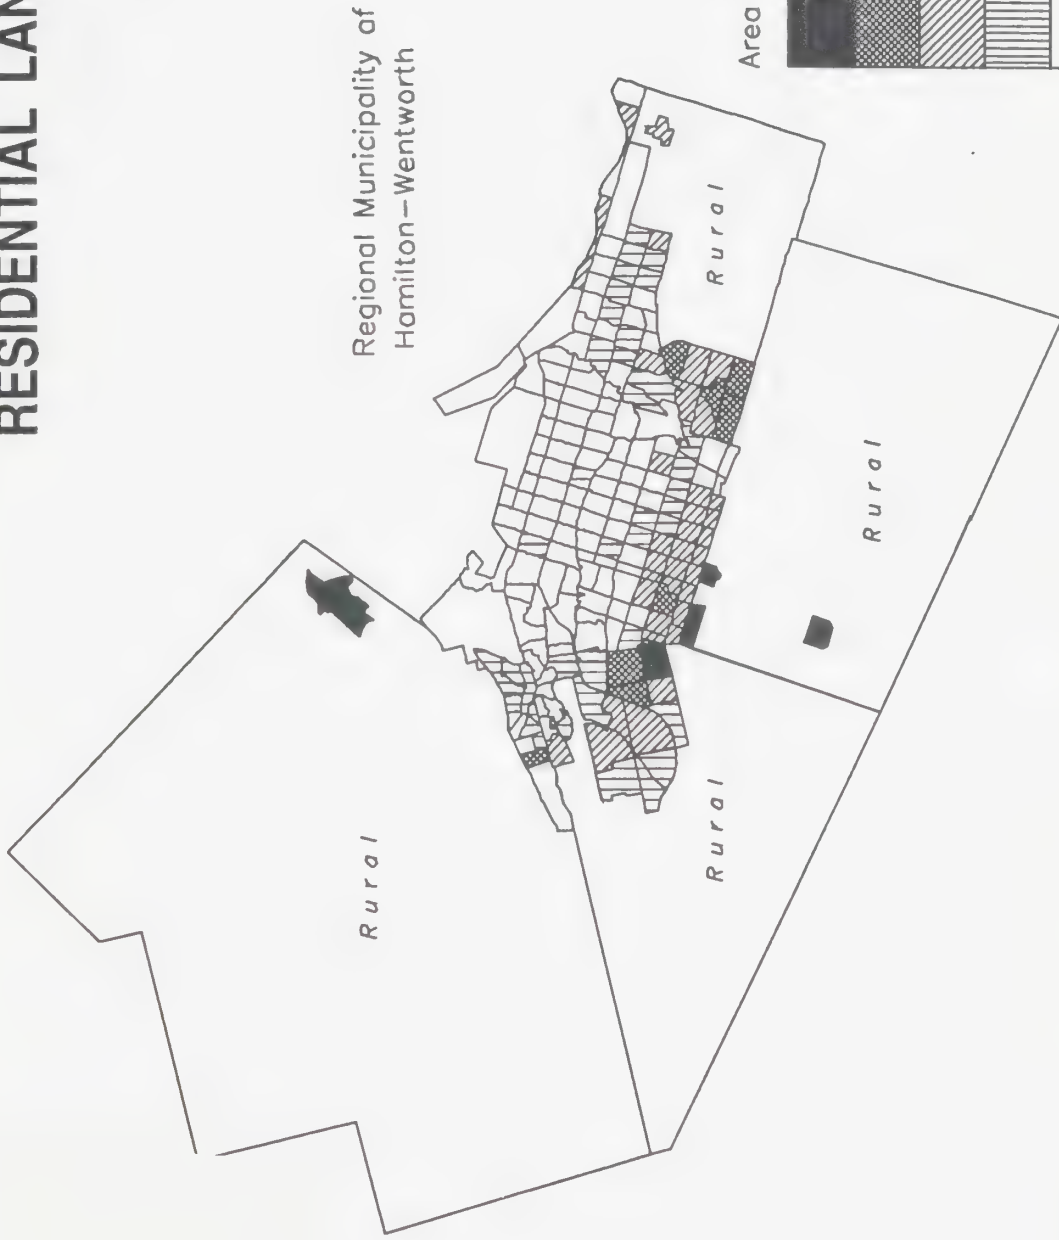 RESIDENTIAL LAN
Regional Municipality of
Hamilton-Wentworth
Area
Rural
Rural
Rural
Rural